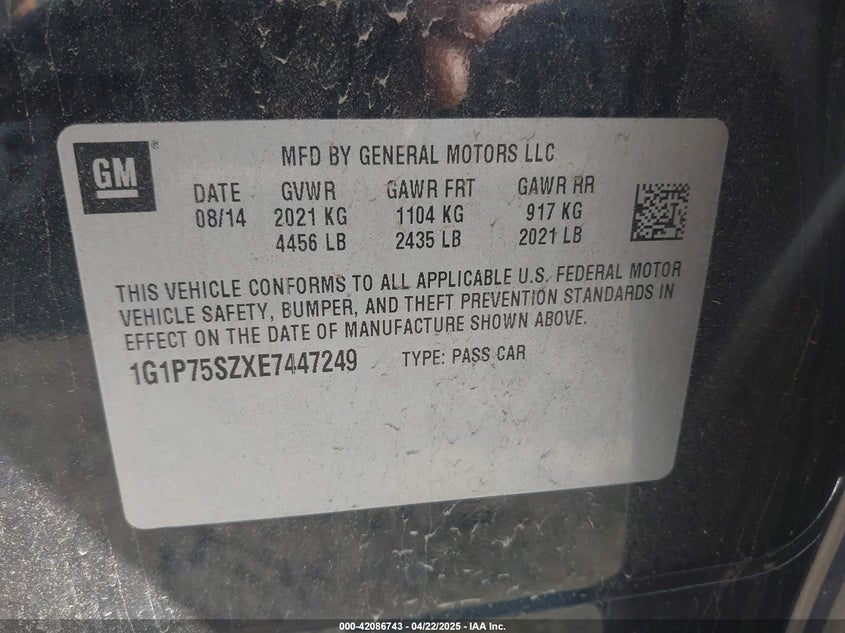 GM®
MFD BY GENERAL MOTORS LLC
DATE GVWR GAWR FRT GAWR RR
08/14 2021 KG 1104 KG 917 KG
4456 LB 2435 LB 2021 LB
THIS VEHICLE CONFORMS TO ALL APPLICABLE U.S. FEDERAL MOTOR
VEHICLE SAFETY, BUMPER, AND THEFT PREVENTION STANDARDS IN
EFFECT ON THE DATE OF MANUFACTURE SHOWN ABOVE.
1G1P75SZXE7447249 TYPE: PASS CAR
000-42086743 - 04/22/2025 - IAA Inc.